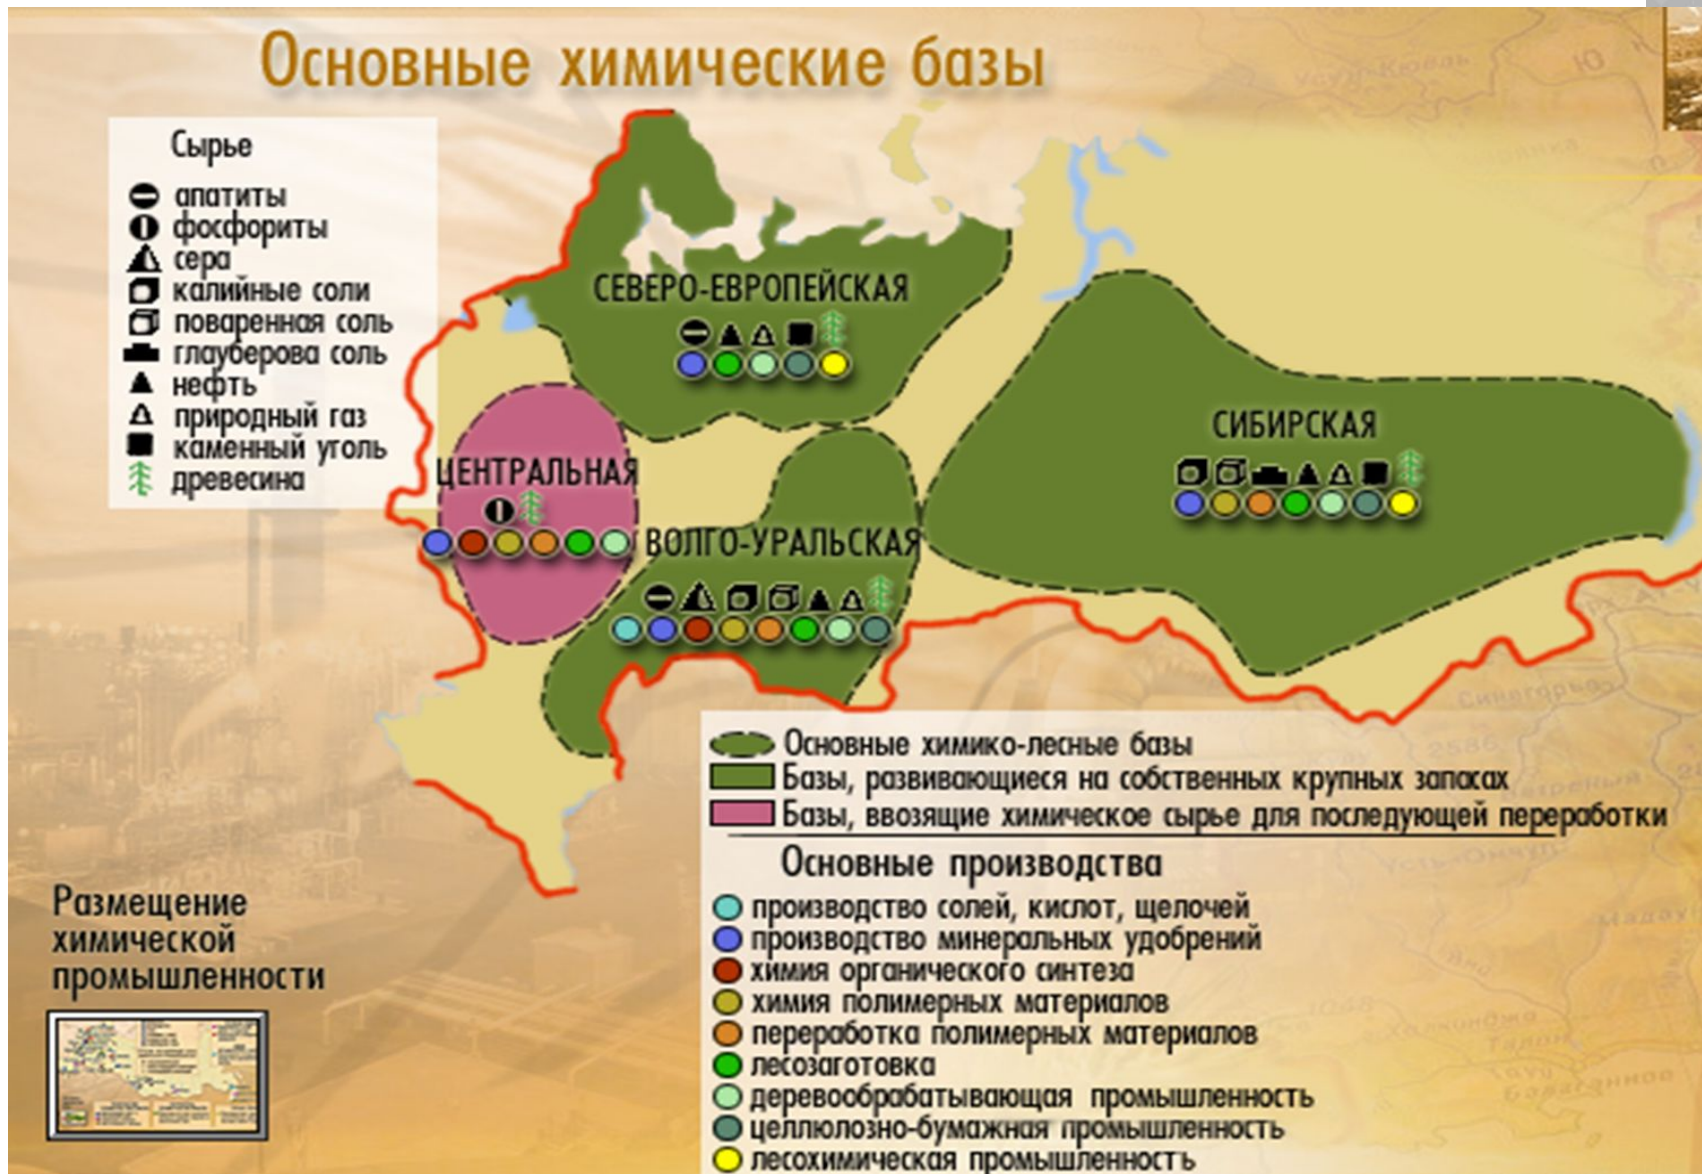 Основные химические базы
Сырье
апатиты
фосфориты
сера
калийные соли
поваренная соль
глауберова соль
нефть
природный газ
каменный уголь
древесина
СЕВЕРО-ЕВРОПЕЙСКАЯ
СИБИРСКАЯ
ЦЕНТРАЛЬНАЯ
ВОЛГО-УРАЛЬСКАЯ
Основные химико-лесные базы
Базы, развивающиеся на собственных крупных запасах
Базы, ввозящие химическое сырье для последующей переработки
Основные производства
производство солей, кислот, щелочей
производство минеральных удобрений
химия органического синтеза
химия полимерных материалов
переработка полимерных материалов
лесозаготовка
деревообрабатывающая промышленность
целлюлозно-бумажная промышленность
лесохимическая промышленность
Размещение
химической
промышленности